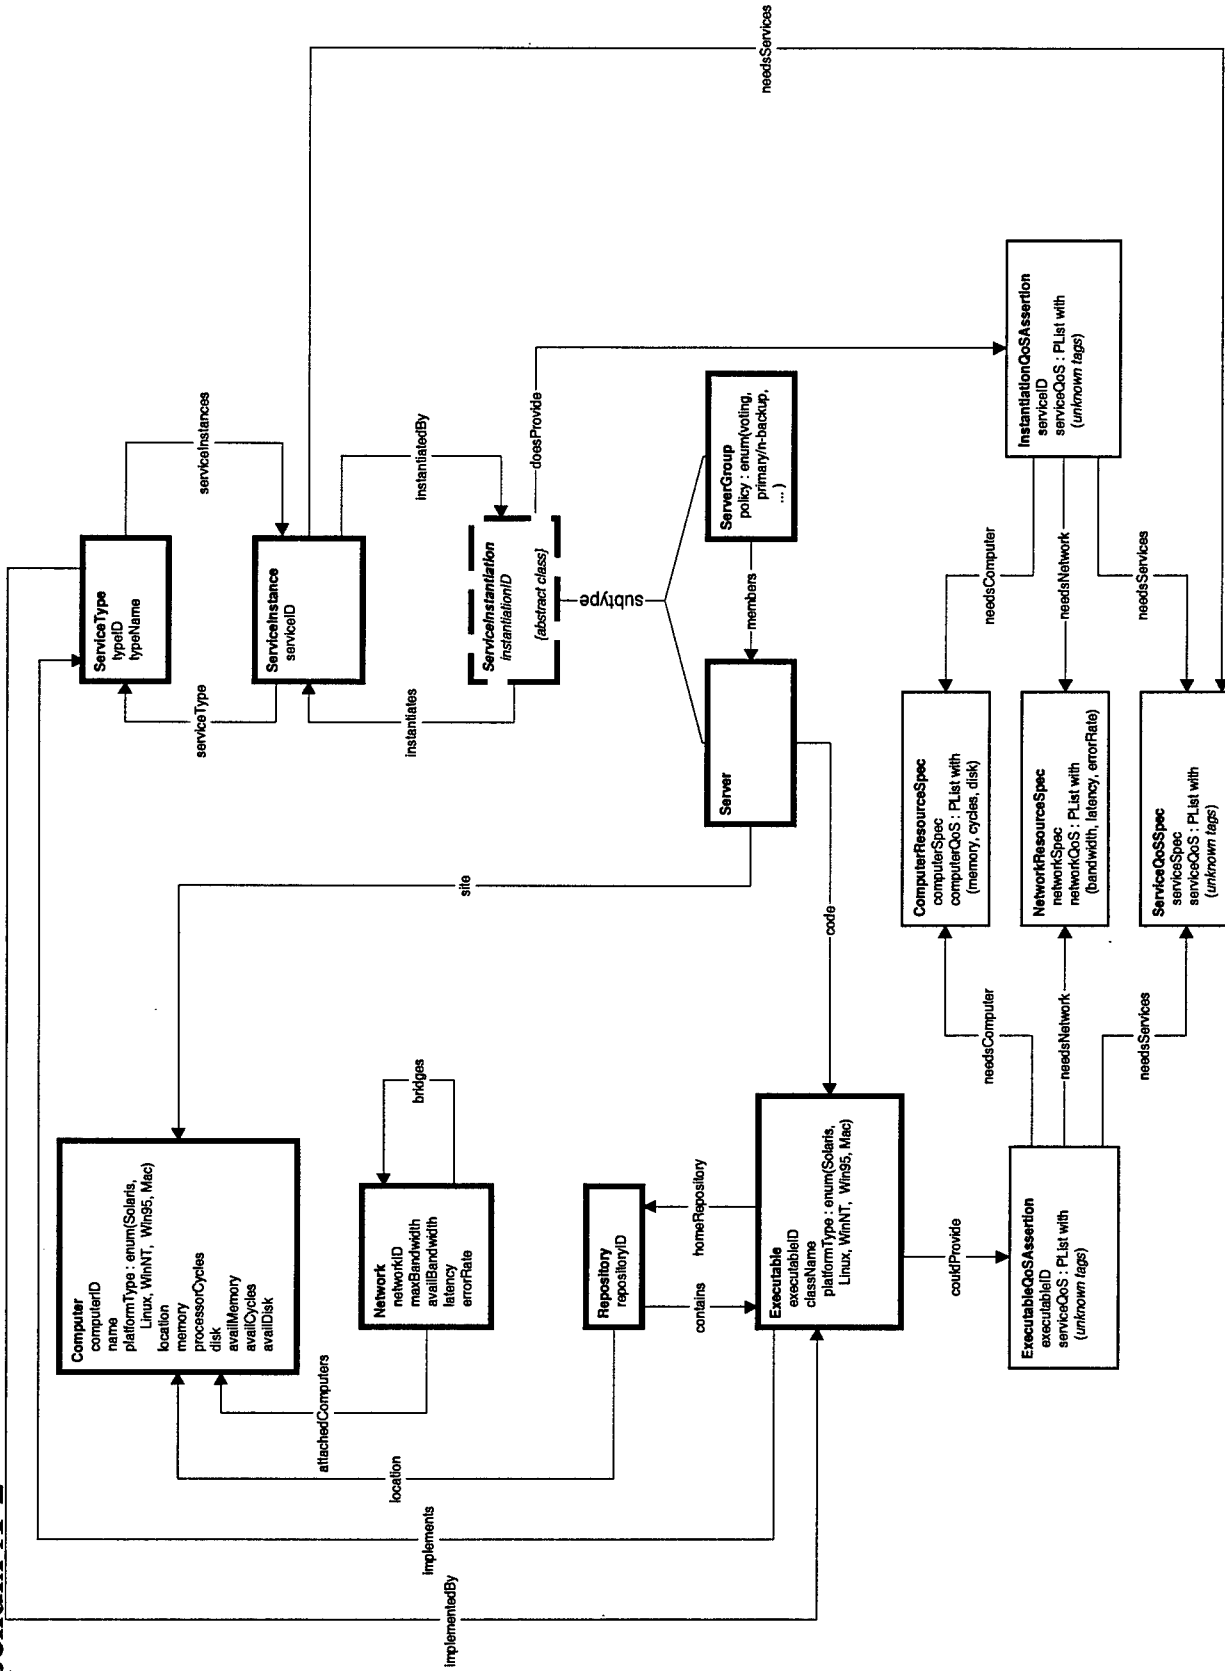 Computer
computerID
name
platformType : enum(Solaris,
Linux, WinNT, Win95, Mac)
location
memory
processorCycles
disk
availMemory
availCycles
availDisk
ServiceType
typeID
typeName
serviceInstances
serviceType
ServiceInstance
serviceID
needsServices
instantiatedBy
instantiates
ServiceInstantiation
instantiationID
{abstract class}
doesProvide
subtype
site
bridges
Network
networkID
maxBandwidth
availBandwidth
latency
errorRate
attachedComputers
location
implements
implementedBy
Repository
repositoryID
homeRepository
contains
Server
members
ServerGroup
policy : enum(voting,
primary/n-backup,
... )
code
Executable
executableID
className
platformType : enum(Solaris,
Linux, WinNT, Win95, Mac)
couldProvide
ExecutableQoSAssertion
executableID
serviceQoS : PList with
(unknown tags)
needsComputer
needsNetwork
needsServices
ComputerResourceSpec
computerSpec
computerQoS : PList with
(memory, cycles, disk)
NetworkResourceSpec
networkSpec
networkQoS : PList with
(bandwidth, latency, errorRate)
ServiceQoSSpec
serviceSpec
serviceQoS : PList with
(unknown tags)
needsComputer
needsNetwork
needsServices
InstantiationQoSAssertion
serviceID
serviceQoS : PList with
(unknown tags)